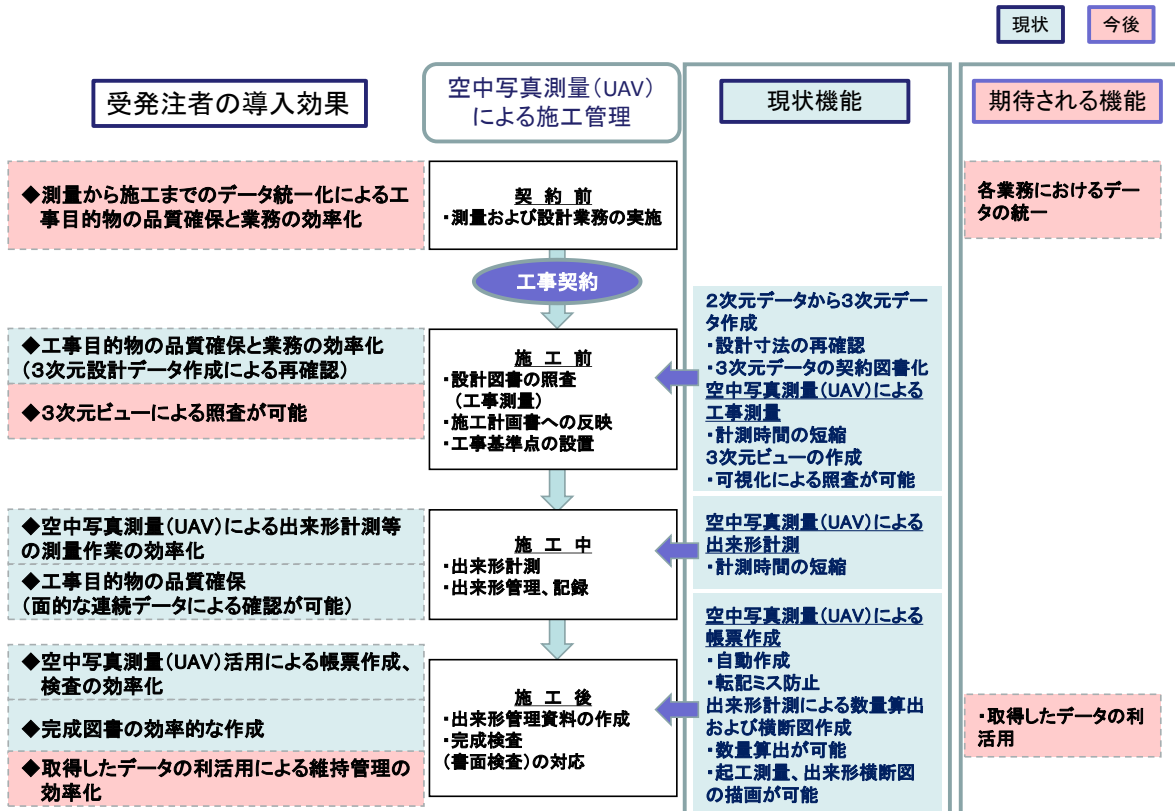 現状
今後
受発注者の導入効果
空中写真測量(UAV)
による施工管理
現状機能
期待される機能
◆測量から施工までのデータ統一化による工
事目的物の品質確保と業務の効率化
契 約 前
・測量および設計業務の実施
各業務におけるデー
タの統一
工事契約
◆工事目的物の品質確保と業務の効率化
(3次元設計データ作成による再確認)
◆3次元ビューによる照査が可能
施 工 前
・設計図書の照査
(工事測量)
・施工計画書への反映
・工事基準点の設置
2次元データから3次元デー
タ作成
・設計寸法の再確認
・3次元データの契約図書化
空中写真測量(UAV)による
工事測量
・計測時間の短縮
3次元ビューの作成
・可視化による照査が可能
◆空中写真測量(UAV)による出来形計測等
の測量作業の効率化
◆工事目的物の品質確保
(面的な連続データによる確認が可能)
施 工 中
・出来形計測
・出来形管理、記録
空中写真測量(UAV)による
出来形計測
・計測時間の短縮
◆空中写真測量(UAV)活用による帳票作成、
検査の効率化
◆完成図書の効率的な作成
◆取得したデータの利活用による維持管理の
効率化
施 工 後
・出来形管理資料の作成
・完成検査
(書面検査)の対応
空中写真測量(UAV)による
帳票作成
・自動作成
・転記ミス防止
出来形計測による数量算出
および横断図作成
・数量算出が可能
・起工測量、出来形横断図
の描画が可能
・取得したデータの利
活用